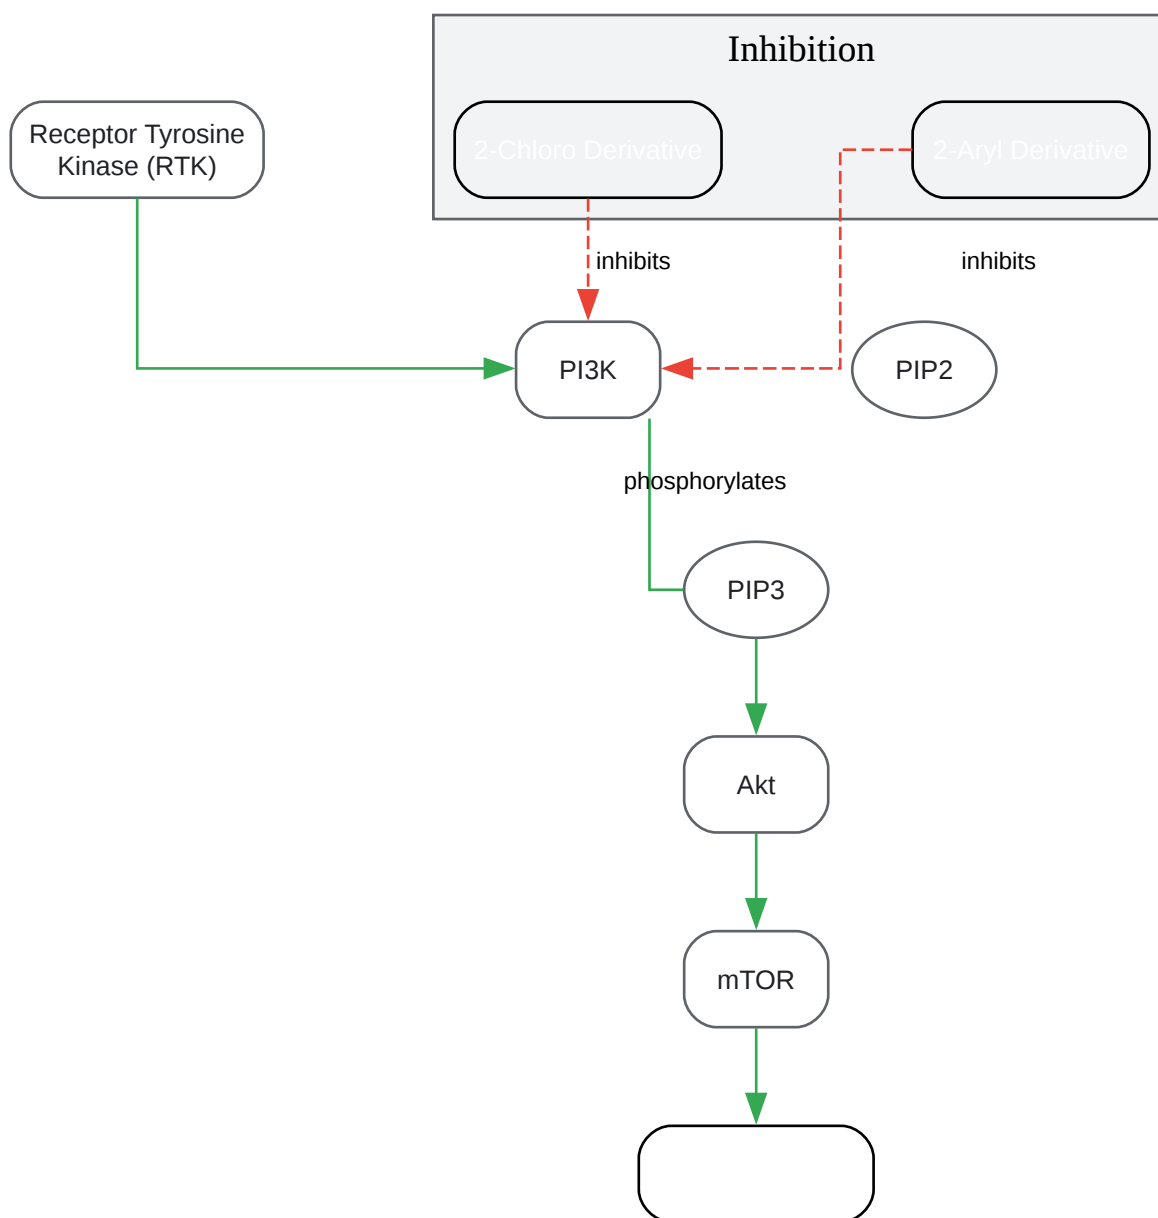 Inhibition
Receptor Tyrosine
Kinase (RTK)
2-Chloro Derivative
2-Aryl Derivative
inhibits
inhibits
PI3K
PIP2
phosphorylates
PIP3
Akt
mTOR